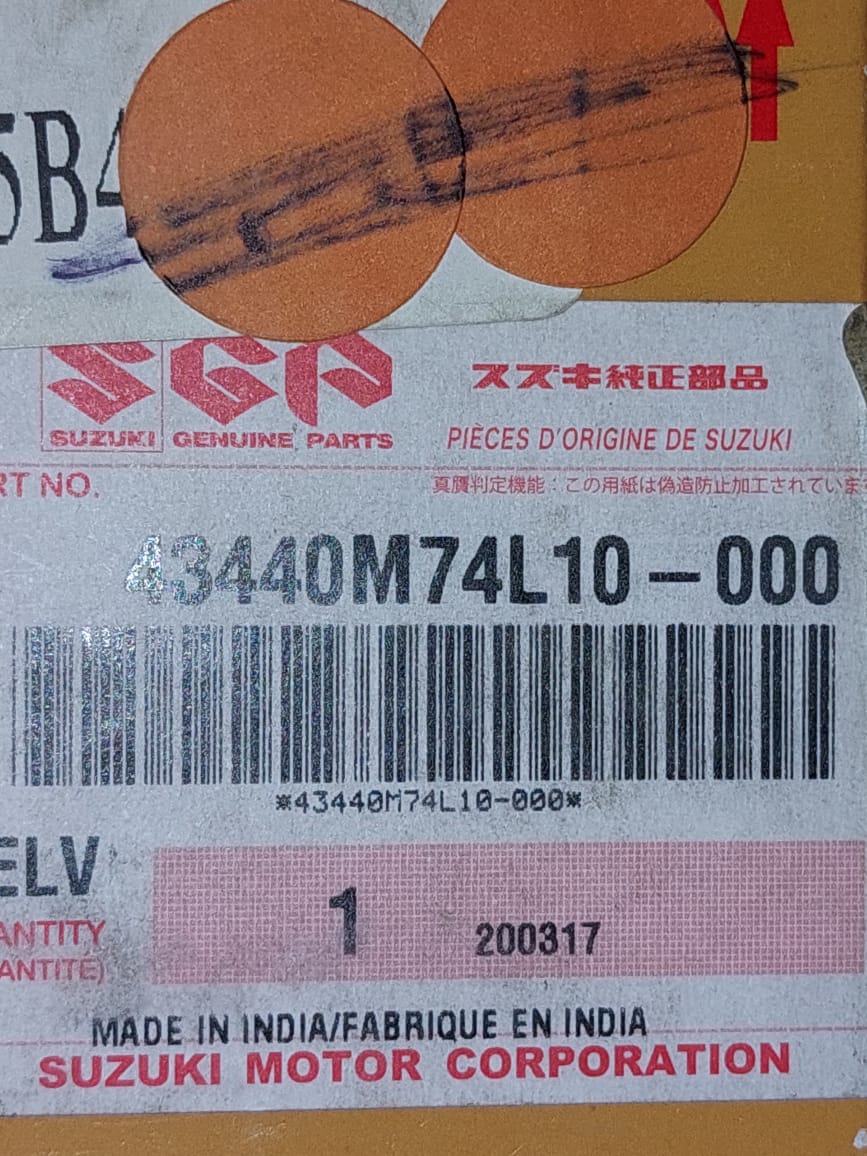 5B4
SGP
SUZUKI GENUINE PARTS
スズキ純正部品
PIÈCES D'ORIGINE DE SUZUKI
RT NO.
真贋判定機能：この用紙は偽造防止加工されています
43440M74L10-000
*43440M74L10-000*
ELV
ANTITY
ANTITÉ)
1
200317
MADE IN INDIA/FABRIQUE EN INDIA
SUZUKI MOTOR CORPORATION